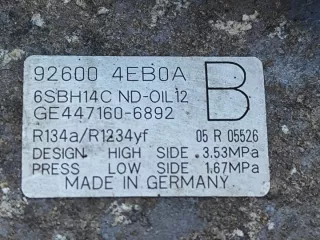 92600 4EB0A B
6SBH14C ND-OIL12
GE447160-6892
R134a/R1234yf 05 R 05526
DESIGN HIGH SIDE 3.53MPa
PRESS LOW SIDE 1.67MPa
MADE IN GERMANY